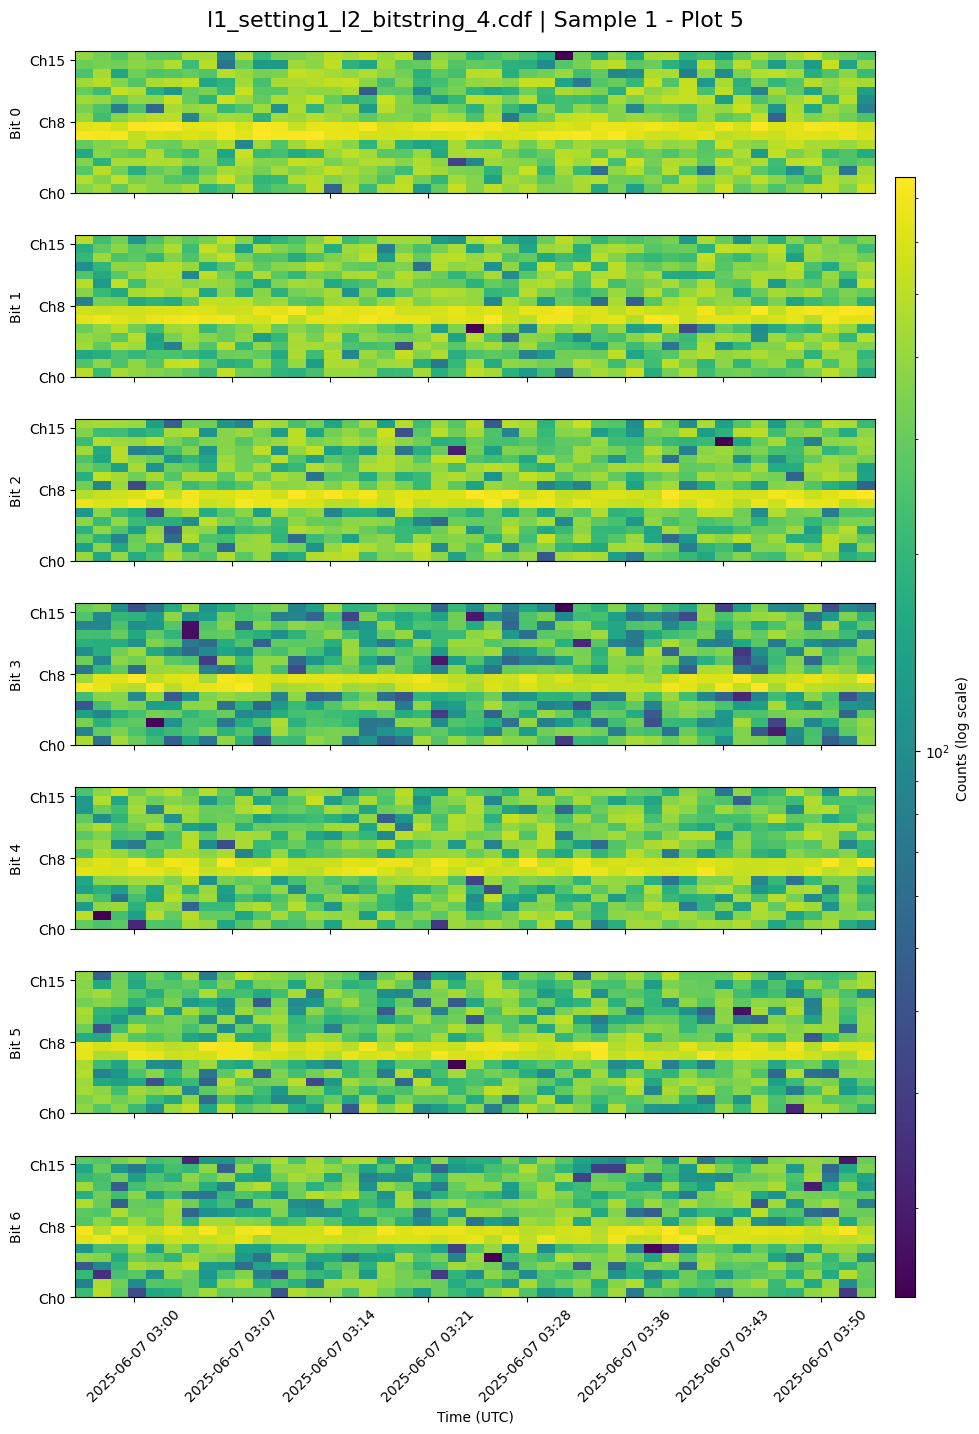 l1_setting1_l2_bitstring_4.cdf | Sample 1 - Plot 5
Ch15
Ch8
Ch0
Bit 0
Ch15
Ch8
Ch0
Bit 1
Ch15
Ch8
Ch0
Bit 2
Ch15
Ch8
Ch0
Bit 3
Ch15
Ch8
Ch0
Bit 4
Ch15
Ch8
Ch0
Bit 5
Ch15
Ch8
Ch0
Bit 6
10²
Counts (log scale)
2025-06-07 03:00
2025-06-07 03:07
2025-06-07 03:14
2025-06-07 03:21
2025-06-07 03:28
2025-06-07 03:36
2025-06-07 03:43
2025-06-07 03:50
Time (UTC)